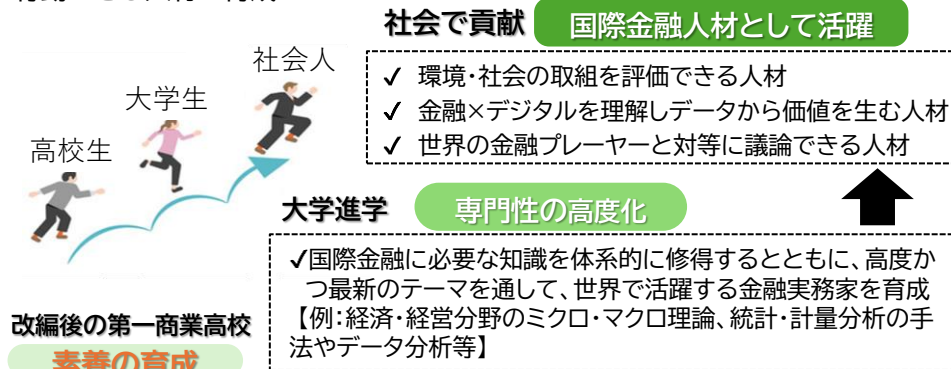 社会で貢献 国際金融人材として活躍
社会人
大学生
高校生
✓ 環境・社会の取組を評価できる人材
✓ 金融×デジタルを理解しデータから価値を生む人材
✓ 世界の金融プレーヤーと対等に議論できる人材
大学進学 専門性の高度化
✓国際金融に必要な知識を体系的に修得するとともに、高度か
つ最新のテーマを通して、世界で活躍する金融実務家を育成
【例:経済・経営分野のミクロ・マクロ理論、統計・計量分析の手
法やデータ分析等】
改編後の第一商業高校
素養の育成